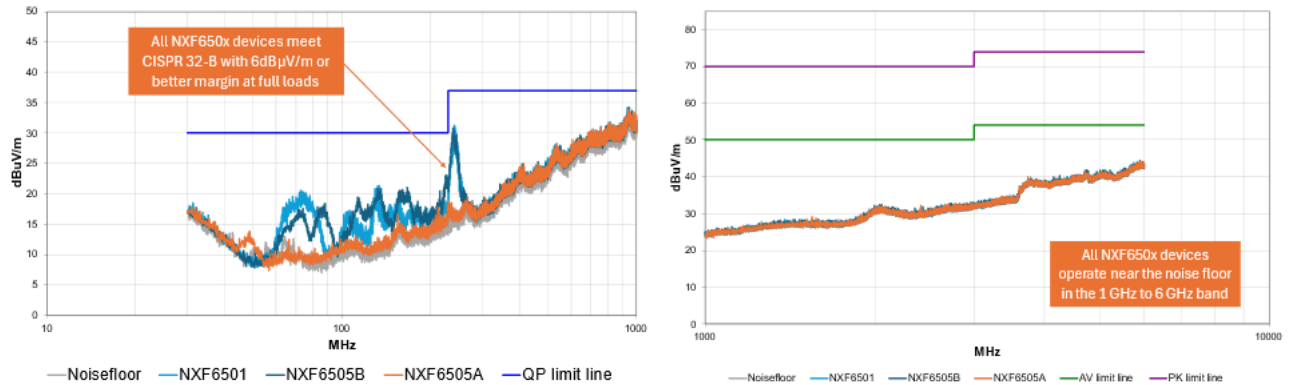 50
45
40
35
30
25
20
15
10
5
0
dBuV/m
All NXF650x devices meet
CISPR 32-B with 6dBµV/m or
better margin at full loads
10
100
1000
MHz
Noisefloor NXF6501 NXF6505B NXF6505A QP limit line
80
70
60
50
40
30
20
10
0
dBuV/m
All NXF650x devices
operate near the noise floor
in the 1 GHz to 6 GHz band
1000
10000
MHz
Noisefloor NXF6501 NXF6505B NXF6505A AV limit line PK limit line